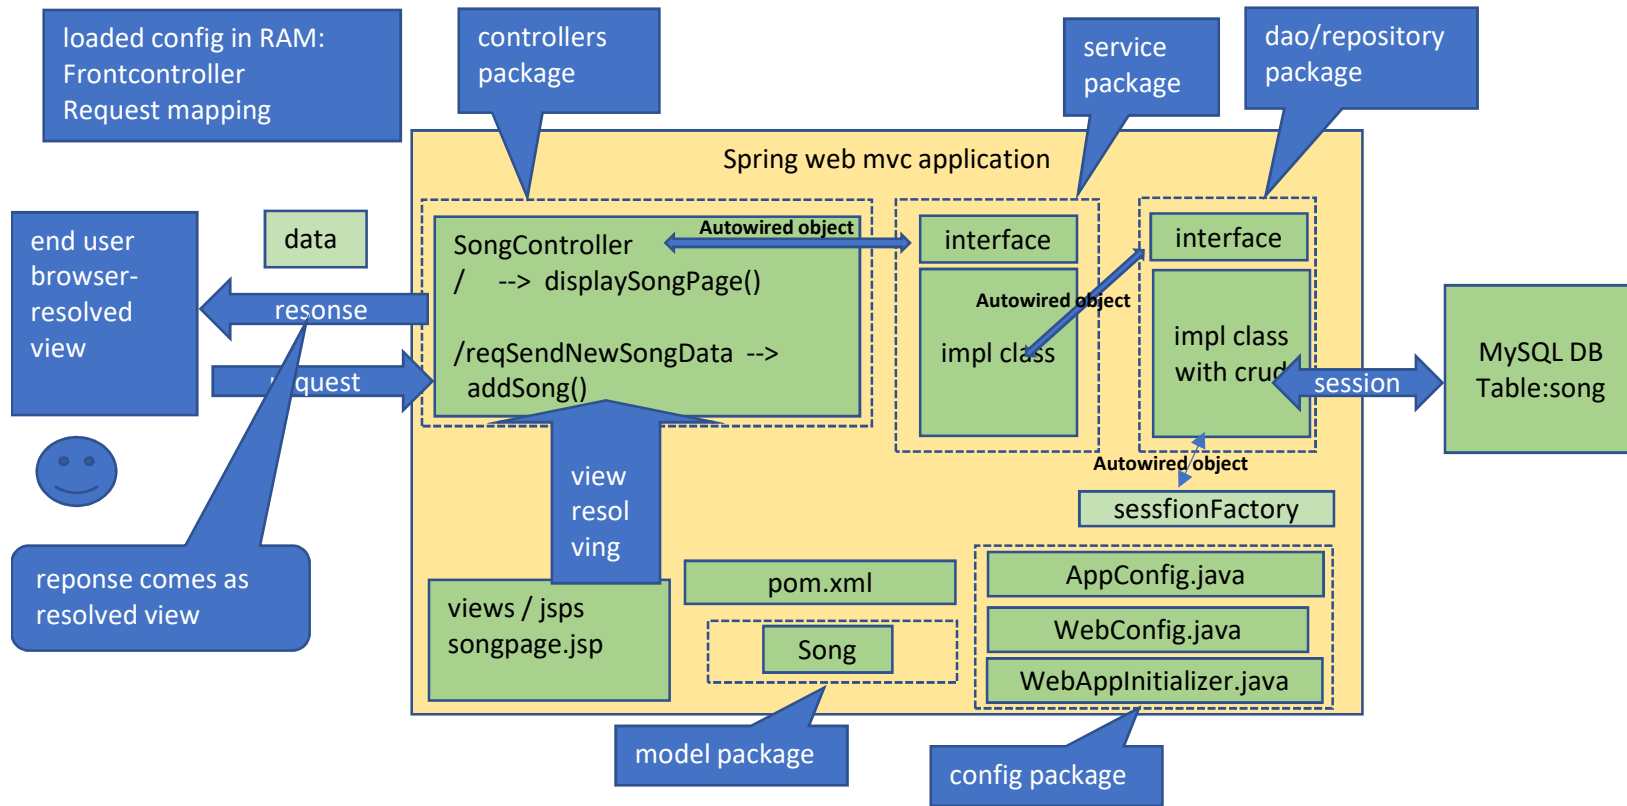 loaded config in RAM:
Frontcontroller
Request mapping
controllers
package
service
package
dao/repository
package
Spring web mvc application
end user
browser-
resolved
view
data
resonse
request
SongController
/ --> displaySongPage()
/reqSendNewSongData -->
addSong()
Autowired object
interface
impl class
Autowired object
interface
impl class
with crud
session
MySQL DB
Table:song
Autowired object
sessfionFactory
view
resol
ving
reponse comes as
resolved view
views / jsps
songpage.jsp
pom.xml
Song
AppConfig.java
WebConfig.java
WebAppInitializer.java
model package
config package